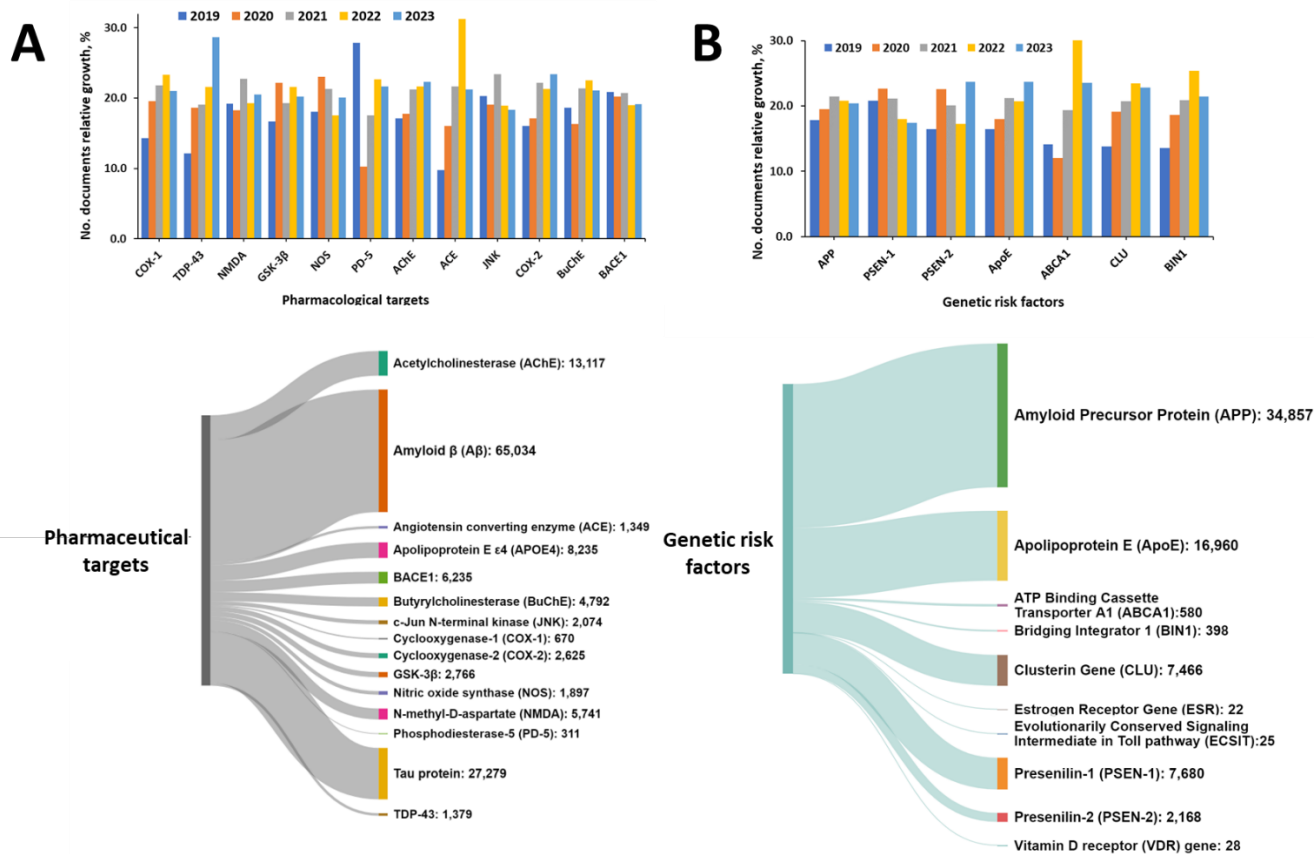 A
2019 2020 2021 2022 2023
No. documents relative growth, %
30.0
20.0
10.0
0.0
COX-1
TDP-43
NMDA
GSK-3β
NOS
PD-5
AChE
ACE
JNK
COX-2
BuChE
BACE1
Pharmacological targets
B
2019 2020 2021 2022 2023
No. documents relative growth, %
30.0
20.0
10.0
0.0
APP
PSEN-1
PSEN-2
ApoE
ABCA1
CLU
BIN1
Genetic risk factors
Pharmaceutical
targets
Acetylcholinesterase (AChE): 13,117
Amyloid β (Aβ): 65,034
Angiotensin converting enzyme (ACE): 1,349
Apolipoprotein E ε4 (APOE4): 8,235
BACE1: 6,235
Butyrylcholinesterase (BuChE): 4,792
c-Jun N-terminal kinase (JNK): 2,074
Cyclooxygenase-1 (COX-1): 670
Cyclooxygenase-2 (COX-2): 2,625
GSK-3β: 2,766
Nitric oxide synthase (NOS): 1,897
N-methyl-D-aspartate (NMDA): 5,741
Phosphodiesterase-5 (PD-5): 311
Tau protein: 27,279
TDP-43: 1,379
Genetic risk
factors
Amyloid Precursor Protein (APP): 34,857
Apolipoprotein E (ApoE): 16,960
ATP Binding Cassette
Transporter A1 (ABCA1):580
Bridging Integrator 1 (BIN1): 398
Clusterin Gene (CLU): 7,466
Estrogen Receptor Gene (ESR): 22
Evolutionarily Conserved Signaling
Intermediate in Toll pathway (ECSIT):25
Presenilin-1 (PSEN-1): 7,680
Presenilin-2 (PSEN-2): 2,168
Vitamin D receptor (VDR) gene: 28